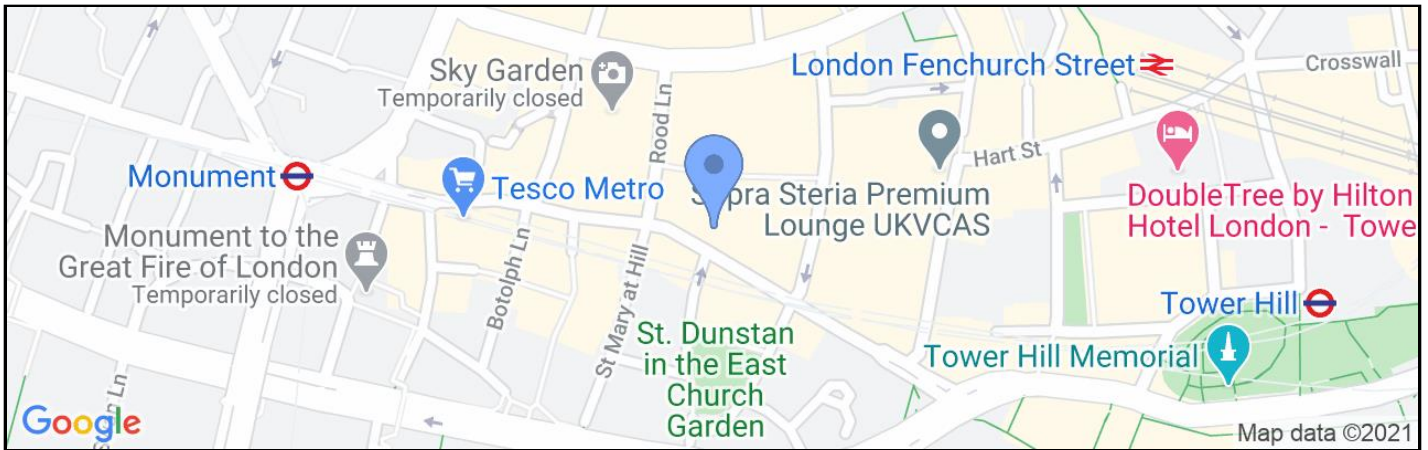 Sky Garden
Temporarily closed
London Fenchurch Street
Crosswall
Rood Ln
Hart St
Monument
Tesco Metro
Premium
Lounge UKVCAS
Steria
DoubleTree by Hilton
Hotel London - Towe
Monument to the
Great Fire of London
Temporarily closed
Botolph Ln
St Mary at Hill
Tower Hill
St. Dunstan
in the East
Church
Garden
Tower Hill Memorial
Google
Map data ©2021